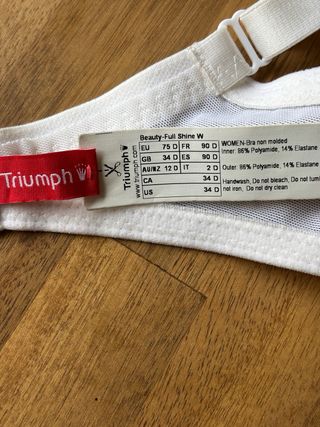 Triumph
Triumph
www.triumph.com
Beauty-Full Shine W
EU 75 D FR 90 D
GB 34 D ES 90 D
AU/NZ 12 D IT 2 D
CA 34 D
US 34 D
WOMEN-Bra non molded
Inner: 86% Polyamide, 14% Elastane
Outer: 86% Polyamide, 14% Elastane
Handwash, Do not bleach, Do not tum
not iron, Do not dry clean